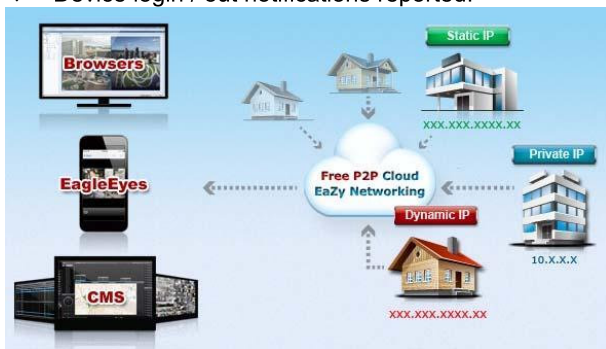 Device login / out notifications reported.
Static IP
Browsers
xxx.xxx.xxxx.xx
Private IP
Free P2P Cloud
EaZy Networking
EagleEyes
Dynamic IP
10.x.x.x
CMS
xxx.xxx.xxxx.xx